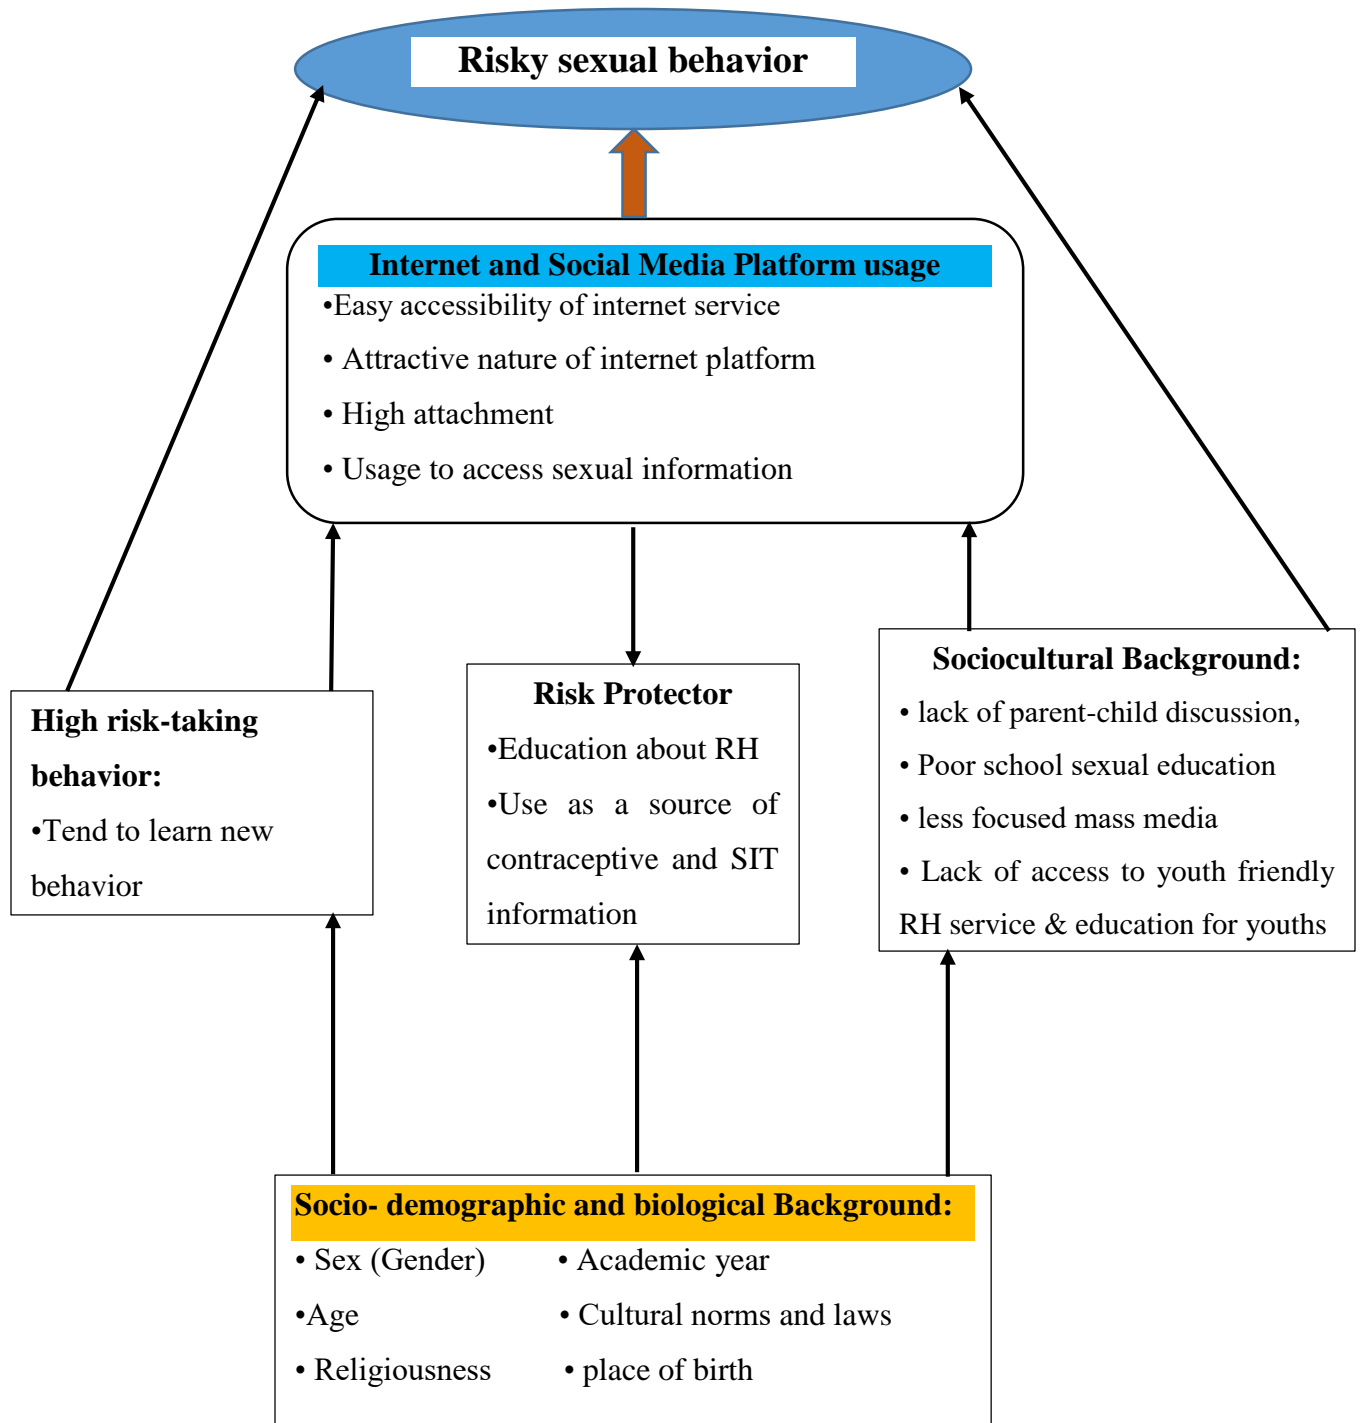 Risky sexual behavior
Internet and Social Media Platform usage
•Easy accessibility of internet service
• Attractive nature of internet platform
• High attachment
• Usage to access sexual information
High risk-taking
behavior:
•Tend to learn new
behavior
Risk Protector
•Education about RH
•Use as a source of
contraceptive and SIT
information
Sociocultural Background:
• lack of parent-child discussion,
• Poor school sexual education
• less focused mass media
• Lack of access to youth friendly
RH service & education for youths
Socio- demographic and biological Background:
• Sex (Gender) • Academic year
•Age • Cultural norms and laws
• Religiousness • place of birth